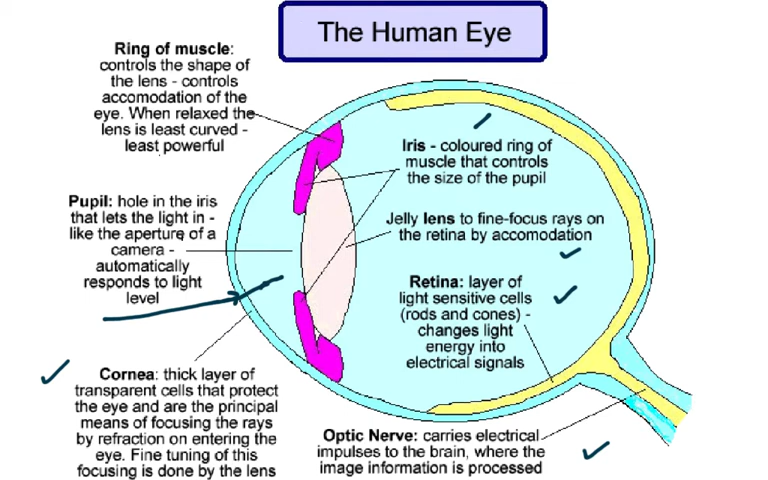 The Human Eye
Ring of muscle:
controls the shape of
the lens - controls
accomodation of the
eye. When relaxed the
lens is least curved -
least powerful
Pupil: hole in the iris
that lets the light in -
like the aperture of a
camera -
automatically
responds to light
level
Cornea: thick layer of
transparent cells that protect
the eye and are the principal
means of focusing the rays
by refraction on entering the
eye. Fine tuning of this
focusing is done by the lens
Iris - coloured ring of
muscle that controls
the size of the pupil
Jelly lens to fine-focus rays on
the retina by accomodation
Retina: layer of
light sensitive cells
(rods and cones) -
changes light
energy into
electrical signals
Optic Nerve: carries electrical
impulses to the brain, where the
image information is processed